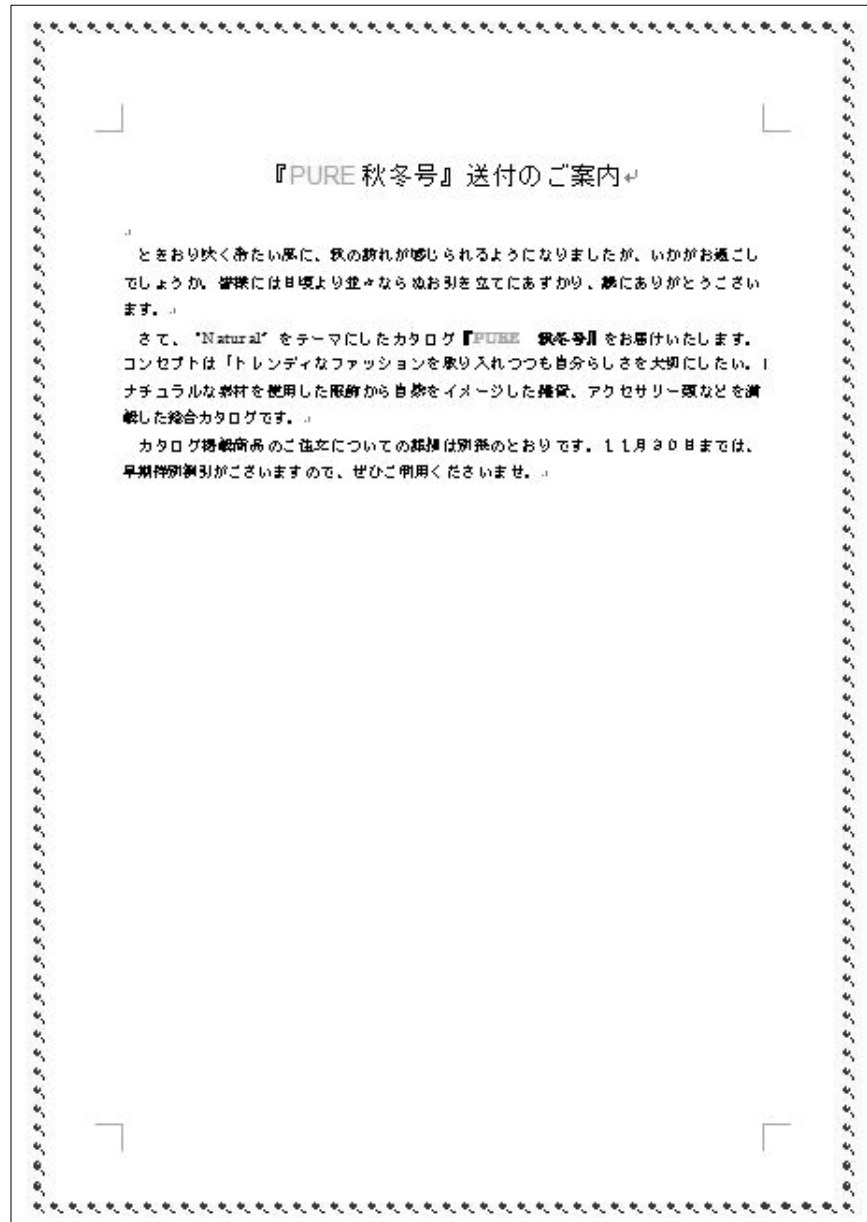 『PURE 秋冬号』送付のご案内
ときおり吹く冷たい風に、秋の訪れが感じられるようになりましたが、いかがお過ごし
でしょうか。皆様には日頃より並々ならぬお引き立てにあずかり、誠にありがとうござい
ます。
さて、“Natural”をテーマにしたカタログ『PURE 秋冬号』をお届けいたします。
コンセプトは「トレンディなファッションを取り入れつつも自分らしさを大切にしたい。」
ナチュラルな素材を使用した服飾から自然をイメージした雑貨、アクセサリー類などを満
載した総合カタログです。
カタログ掲載商品のご注文についての詳細は別紙のとおりです。11月30日までは、
早期特別割引がございますので、ぜひご利用くださいませ。